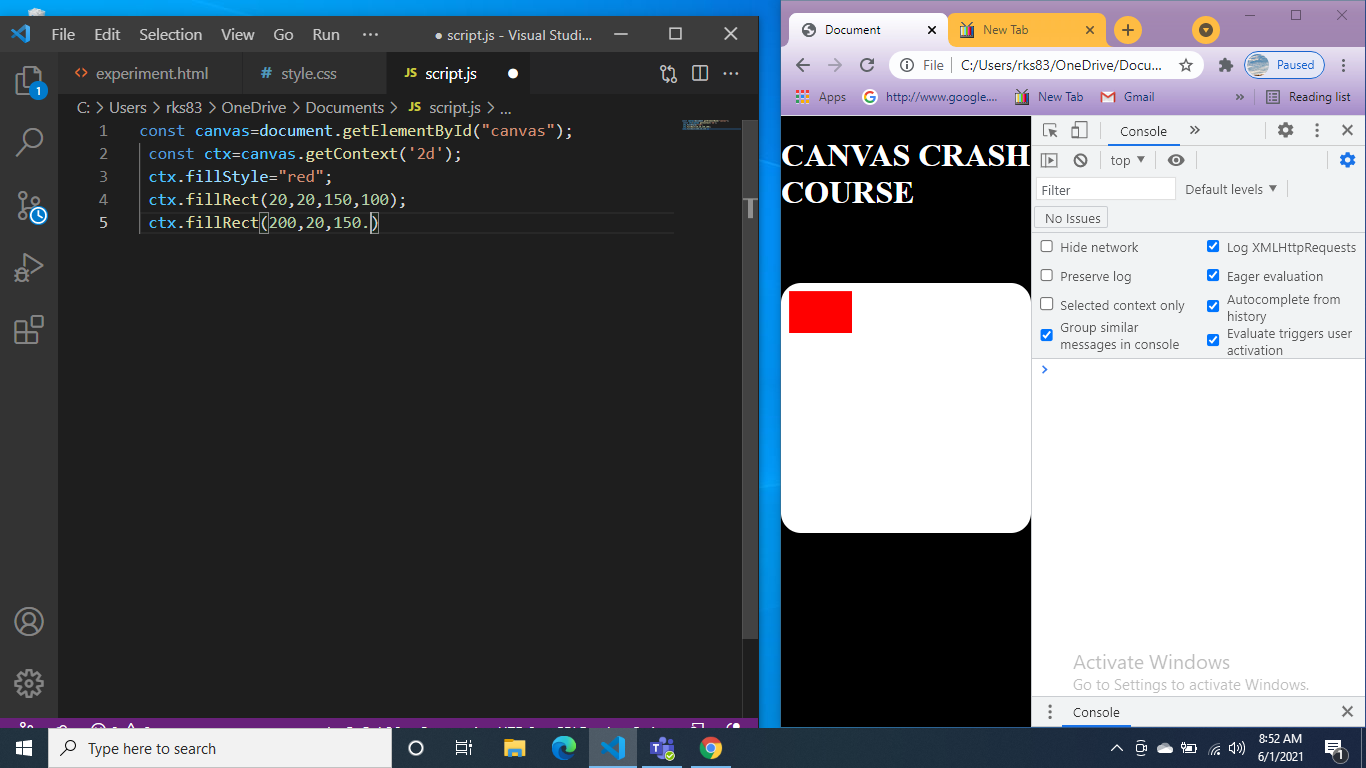 File Edit Selection View Go Run ··· ● script.js - Visual Studi...
<> experiment.html # style.css JS script.js ●
C: > Users > rks83 > OneDrive > Documents > JS script.js > ...
1 const canvas=document.getElementById("canvas");
2 const ctx=canvas.getContext('2d');
3 ctx.fillStyle="red";
4 ctx.fillRect(20,20,150,100);
5 ctx.fillRect(200,20,150.)
1
Document New Tab
File C:/Users/rks83/OneDrive/Docu... Paused
Apps http://www.google.... New Tab Gmail » Reading list
CANVAS CRASH
COURSE
Console »
top
Filter Default levels
No Issues
Hide network Log XMLHttpRequests
Preserve log Eager evaluation
Selected context only Autocomplete from
history
Group similar
messages in console
Evaluate triggers user
activation
Activate Windows
Go to Settings to activate Windows.
Console
Type here to search
8:52 AM
6/1/2021
1